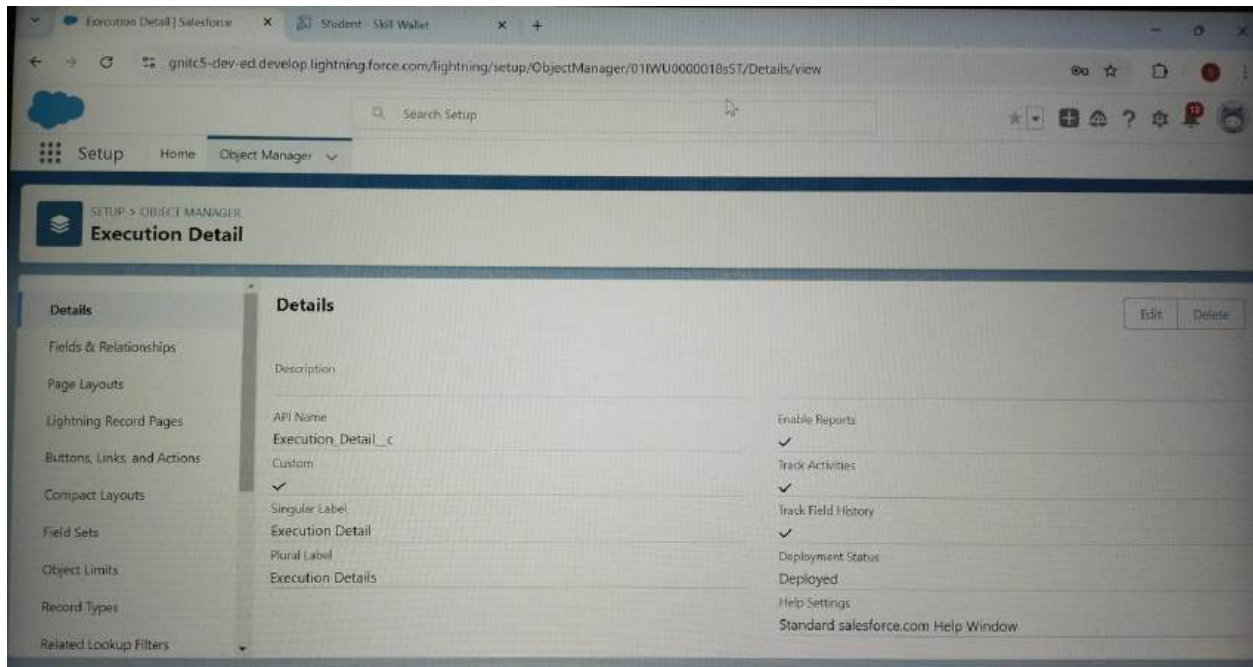 Execution Detail | Salesforce
Student - Skill Wallet
gnitc5-dev-ed.develop.lightning.force.com/lightning/setup/ObjectManager/01IWU0000018s5T/Details/view
Search Setup
12
Setup Home Object Manager
SETUP > OBJECT MANAGER
Execution Detail
Details
Fields & Relationships
Page Layouts
Lightning Record Pages
Buttons, Links, and Actions
Compact Layouts
Field Sets
Object Limits
Record Types
Related Lookup Filters
Details
Edit Delete
Description
API Name
Execution_Detail__c
Custom
Singular Label
Execution Detail
Plural Label
Execution Details
Enable Reports
Track Activities
Track Field History
Deployment Status
Deployed
Help Settings
Standard salesforce.com Help Window